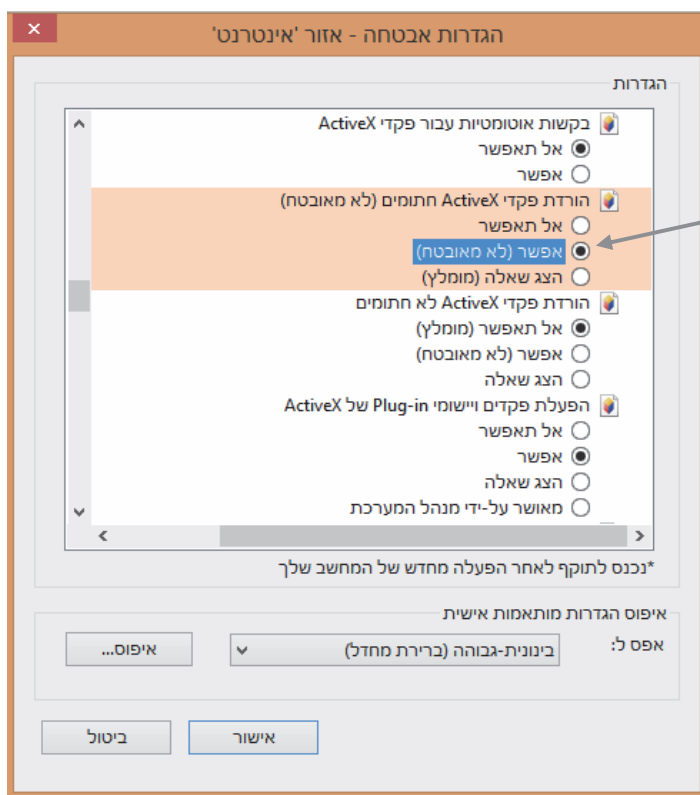 הגדרות אבטחה - אזור 'אינטרנט'
הגדרות
בקשות אוטומטיות עבור פקדי ActiveX
אל תאפשר
אפשר
הורדת פקדי ActiveX חתומים (לא מאובטח)
אל תאפשר
אפשר (לא מאובטח)
הצג שאלה (מומלץ)
הורדת פקדי ActiveX לא חתומים
אל תאפשר (מומלץ)
אפשר (לא מאובטח)
הצג שאלה
הפעלת פקדים ויישומי Plug-in של ActiveX
אל תאפשר
אפשר
הצג שאלה
מאושר על-ידי מנהל המערכת
*נכנס לתוקף לאחר הפעלה מחדש של המחשב שלך
איפוס הגדרות מותאמות אישית
אפס ל: בינונית-גבוהה (ברירת מחדל) איפוס...
אישור ביטול